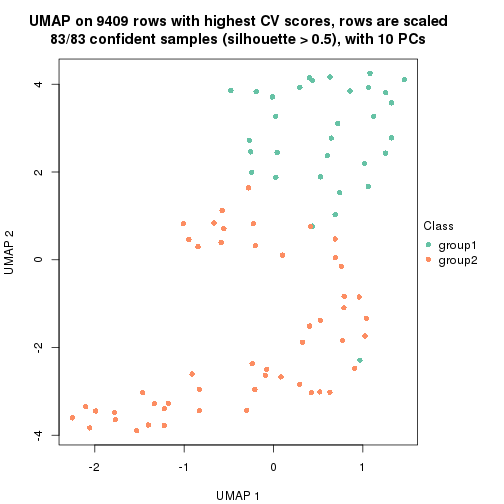 UMAP on 9409 rows with highest CV scores, rows are scaled
83/83 confident samples (silhouette > 0.5), with 10 PCs
4
2
0
-2
-4
UMAP 2
-2
-1
0
1
UMAP 1
Class
group1
group2